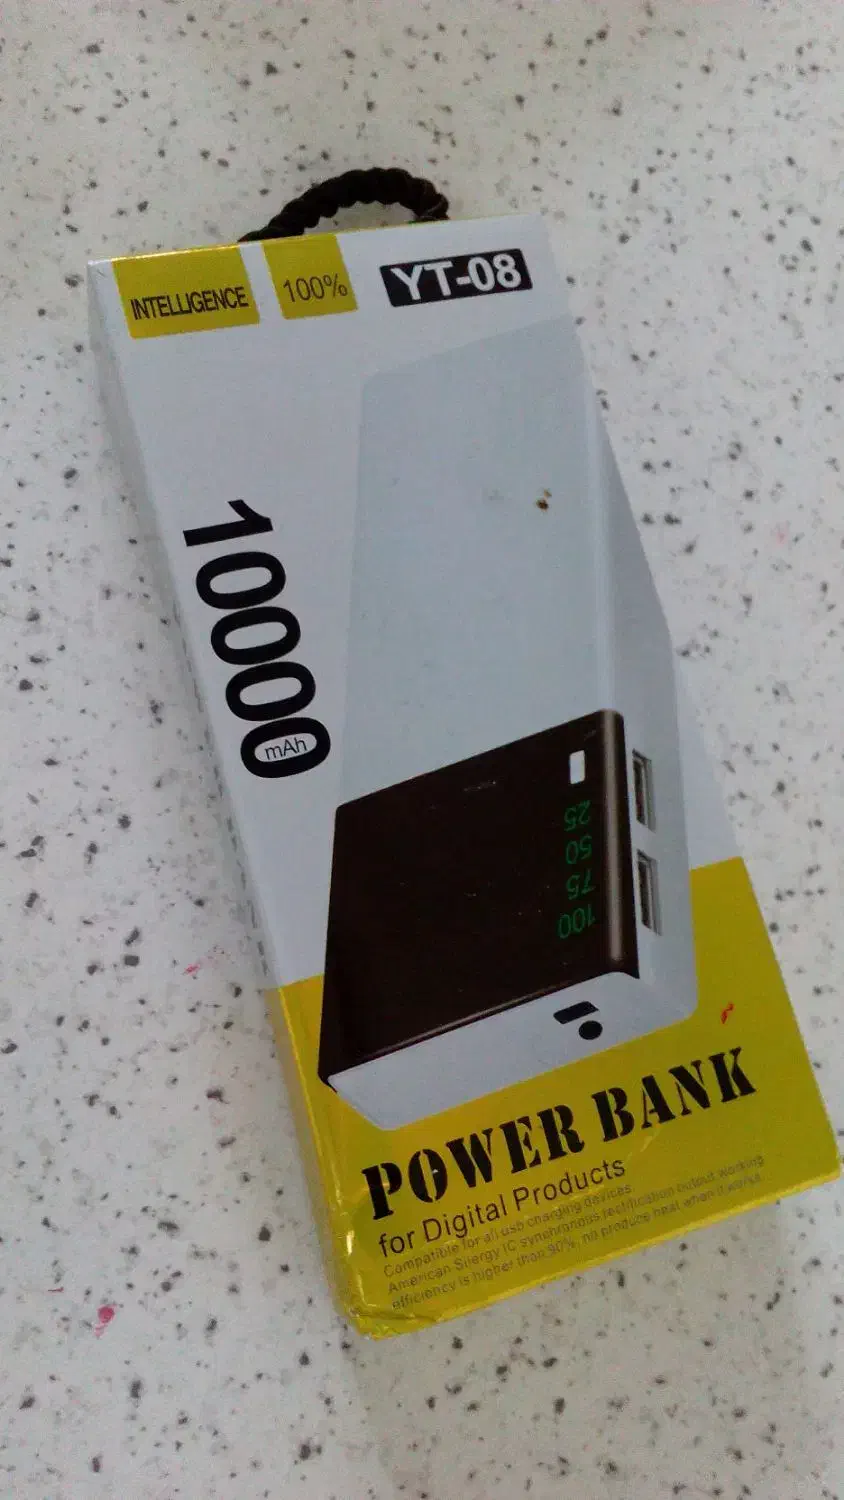 INTELLIGENCE
100%
YT-08
10000
mAh
25
50
75
100
POWER BANK
for Digital Products
Compatible for all usb charging devices
American Silergy IC synchronous rectification output working
efficiency is higher than 90%, no produce heat when it works